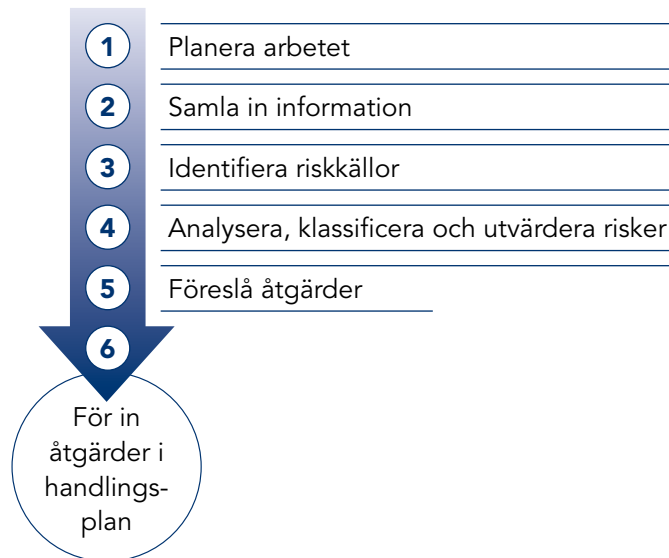 1 Planera arbetet
2 Samla in information
3 Identifiera riskkällor
4 Analysera, klassificera och utvärdera risker
5 Föreslå åtgärder
6
För in
åtgärder i
handlings-
plan